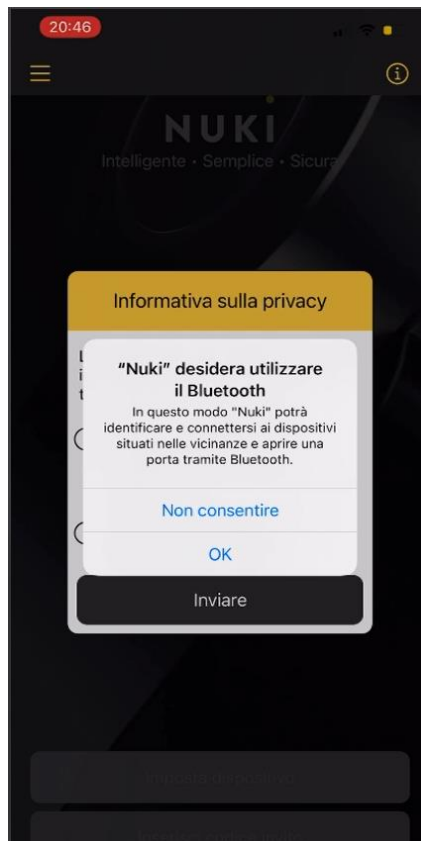 20:46
NUKI
Intelligente · Semplice · Sicura
Informativa sulla privacy
L
i
t
"Nuki" desidera utilizzare
il Bluetooth
In questo modo "Nuki" potrà
identificare e connettersi ai dispositivi
situati nelle vicinanze e aprire una
porta tramite Bluetooth.
Non consentire
OK
Inviare